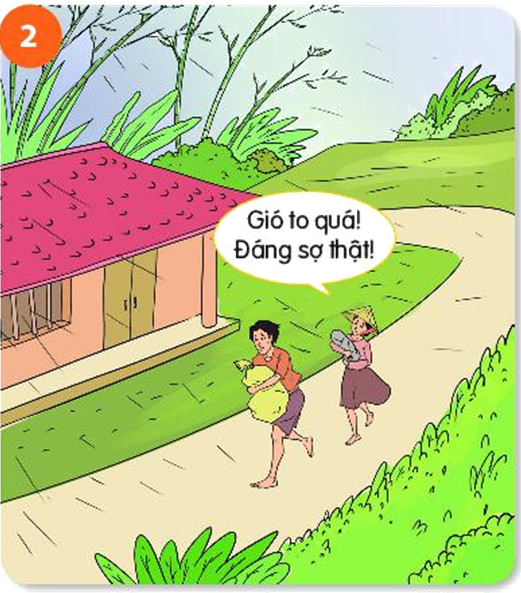 2
Gió to quá!
Đáng sợ thật!